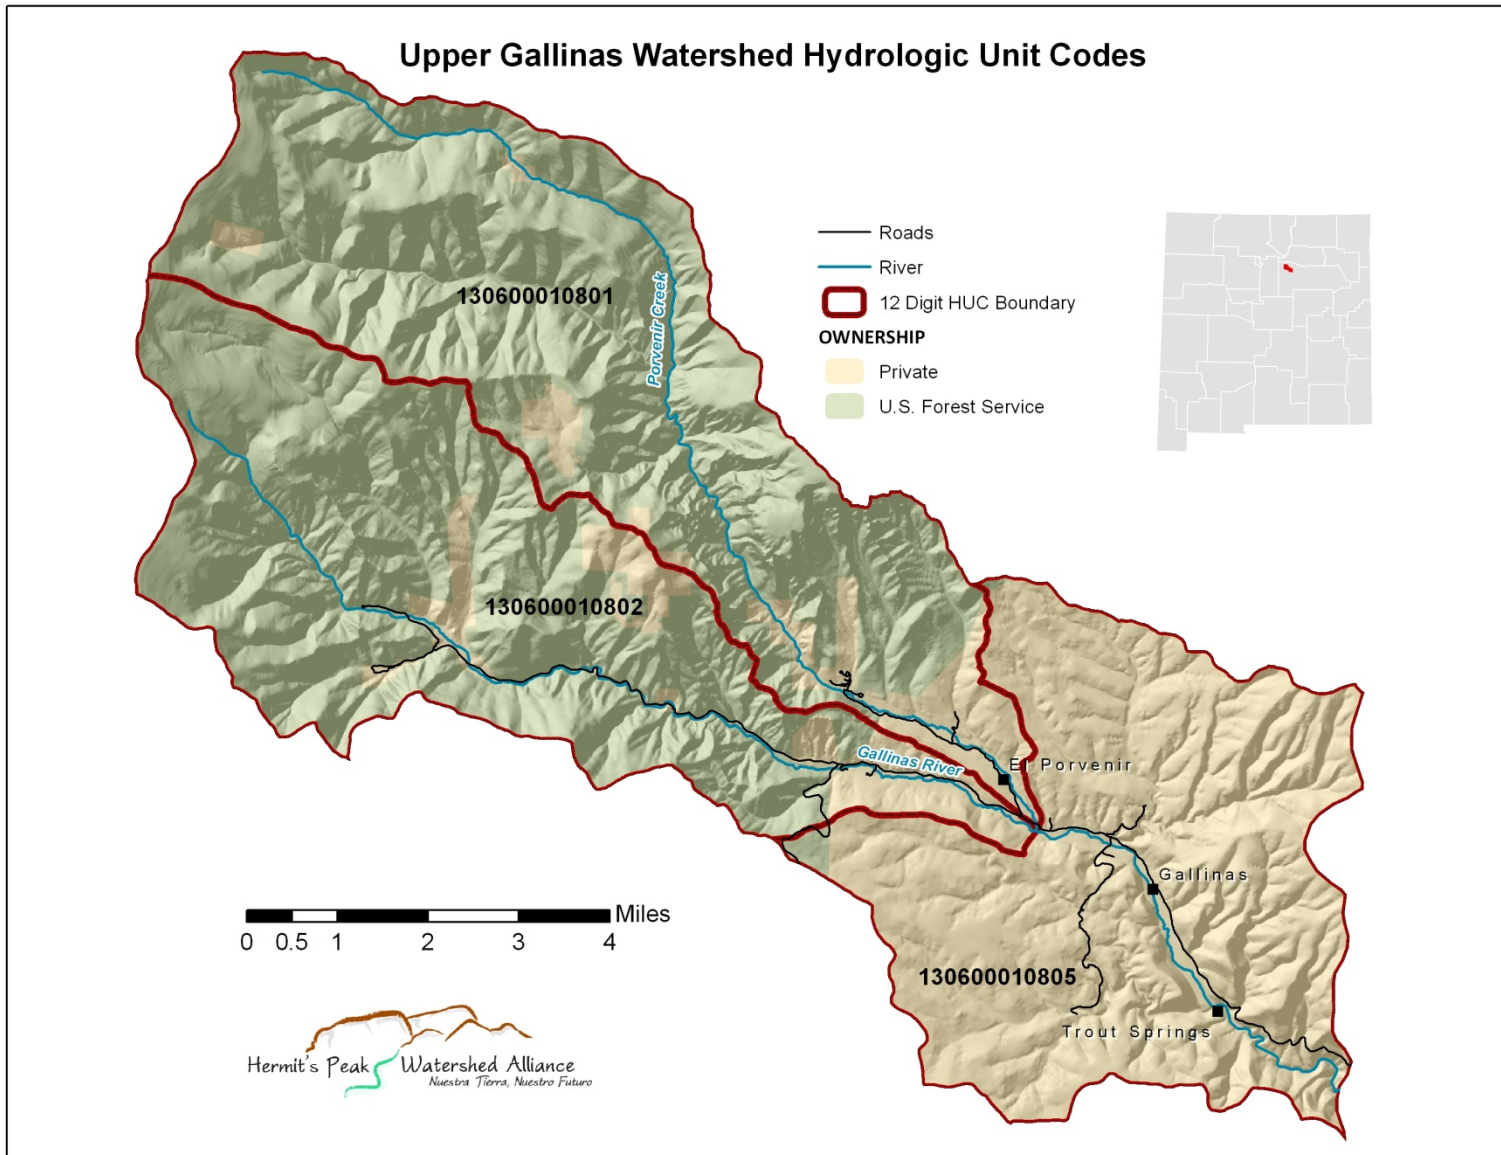 Upper Gallinas Watershed Hydrologic Unit Codes
Roads
River
12 Digit HUC Boundary
OWNERSHIP
Private
U.S. Forest Service
130600010801
Porvenir Creek
130600010802
Gallinas River
El Porvenir
Gallinas
130600010805
Trout Springs
Miles
0 0.5 1 2 3 4
Hermit's Peak Watershed Alliance
Nuestra Tierra, Nuestro Futuro